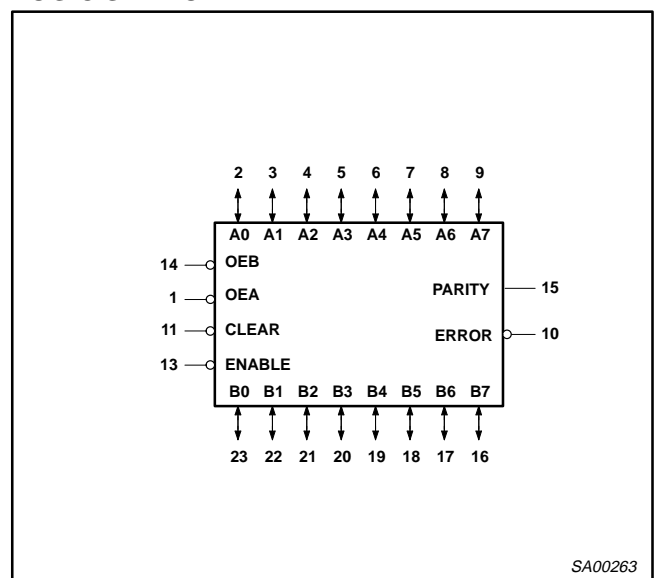 2 3 4 5 6 7 8 9
A0 A1 A2 A3 A4 A5 A6 A7
14 OEB
1 OEA
PARITY 15
11 CLEAR
ERROR 10
13 ENABLE
B0 B1 B2 B3 B4 B5 B6 B7
23 22 21 20 19 18 17 16
SA00263